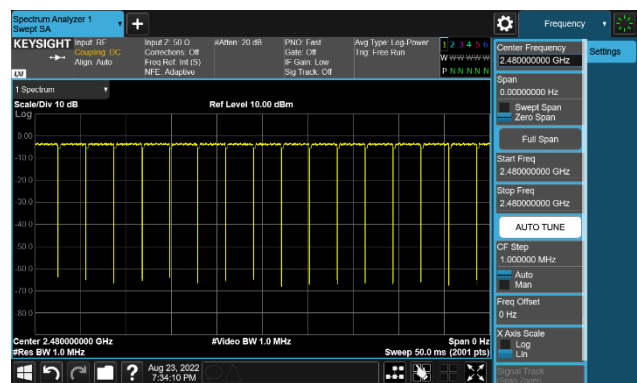 Spectrum Analyzer 1
Swept SA
+
Frequency
KEYSIGHT Input: RF Input Z: 50 Ω #Atten: 20 dB PNO: Fast Avg Type: Log-Power 1 2 3 4 5 6
Coupling: DC Corrections: Off Gate: Off Trig: Free Run W W W W W W
Align: Auto Freq Ref: Int (S) IF Gain: Low
NFE: Adaptive Sig Track: Off P N N N N N
LXI
Center Frequency
2.480000000 GHz
Settings
Span
0.00000000 Hz
Swept Span
Zero Span
Full Span
Start Freq
2.480000000 GHz
Stop Freq
2.480000000 GHz
AUTO TUNE
CF Step
1.000000 MHz
Auto
Man
Freq Offset
0 Hz
X Axis Scale
Log
Lin
Signal Track
(Span Zoom)
1 Spectrum
Scale/Div 10 dB Ref Level 10.00 dBm
Log
0.00
-10.0
-20.0
-30.0
-40.0
-50.0
-60.0
-70.0
-80.0
Center 2.480000000 GHz #Video BW 1.0 MHz Span 0 Hz
#Res BW 1.0 MHz Sweep 50.0 ms (2001 pts)
?
Aug 23, 2022
7:34:10 PM